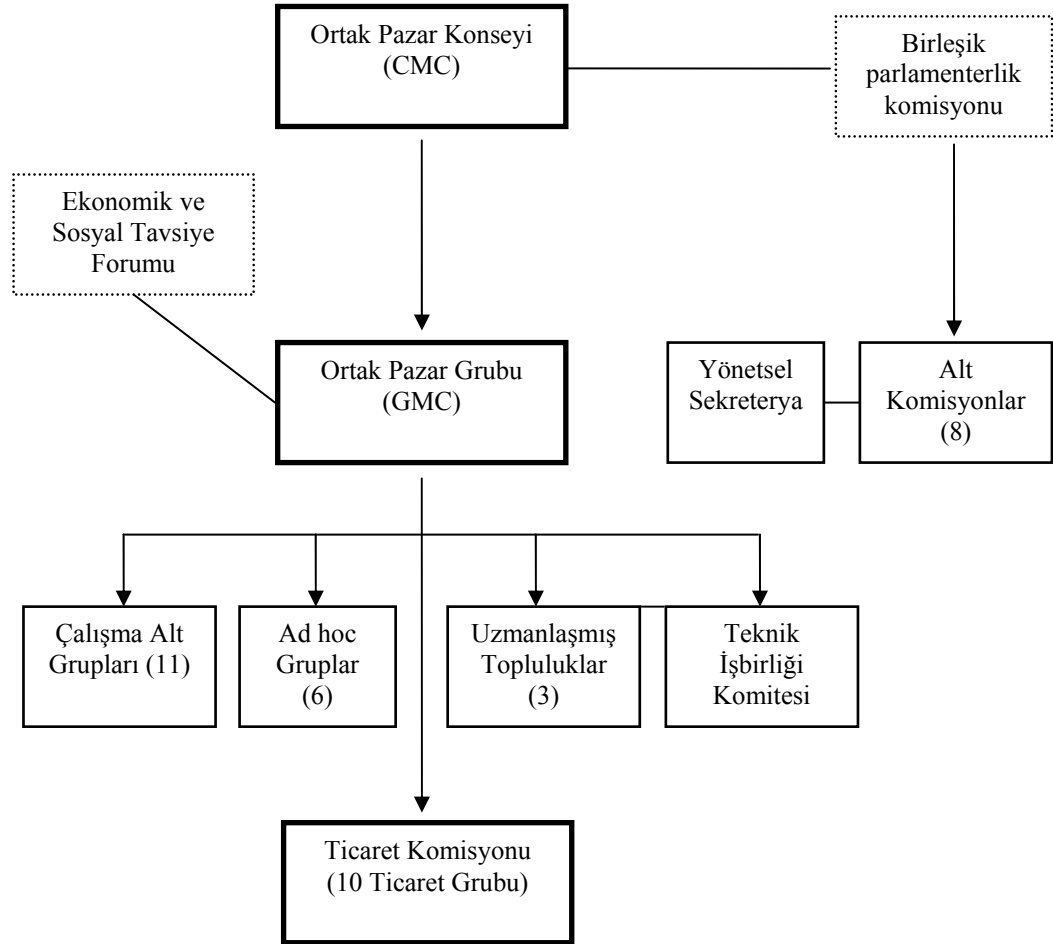 Ortak Pazar Konseyi
(CMC)
Birleşik
parlamenterlik
komisyonu
Ekonomik ve
Sosyal Tavsiye
Forumu
Ortak Pazar Grubu
(GMC)
Yönetsel
Sekreterya
Alt
Komisyonlar
(8)
Çalışma Alt
Grupları (11)
Ad hoc
Gruplar
(6)
Uzmanlaşmış
Topluluklar
(3)
Teknik
İşbirliği
Komitesi
Ticaret Komisyonu
(10 Ticaret Grubu)